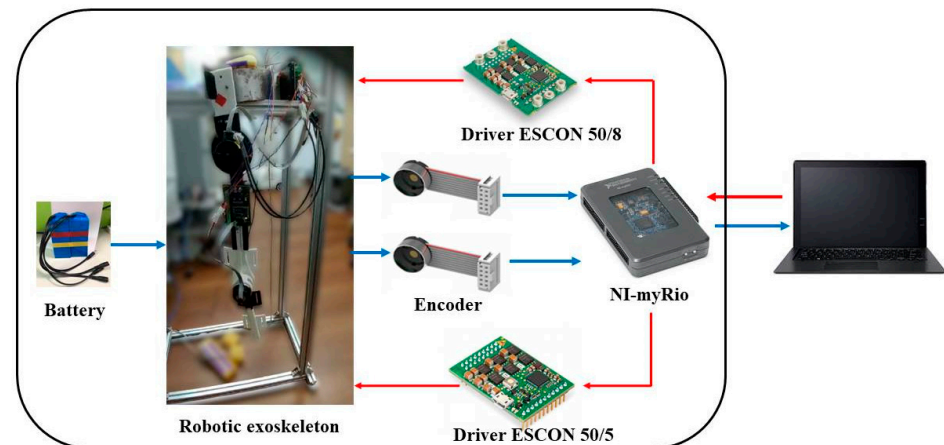 Driver ESCON 50/8
Encoder
NI-myRio
Battery
Robotic exoskeleton
Driver ESCON 50/5